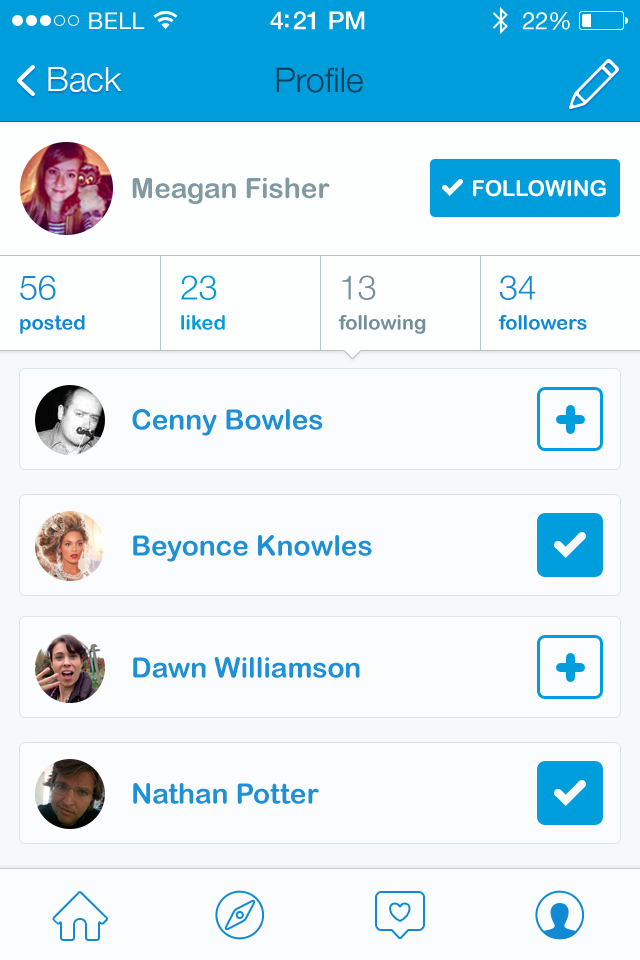 BELL 4:21 PM 22%
Back Profile
Meagan Fisher FOLLOWING
56 23 13 34
posted liked following followers
Cenny Bowles
Beyonce Knowles
Dawn Williamson
Nathan Potter